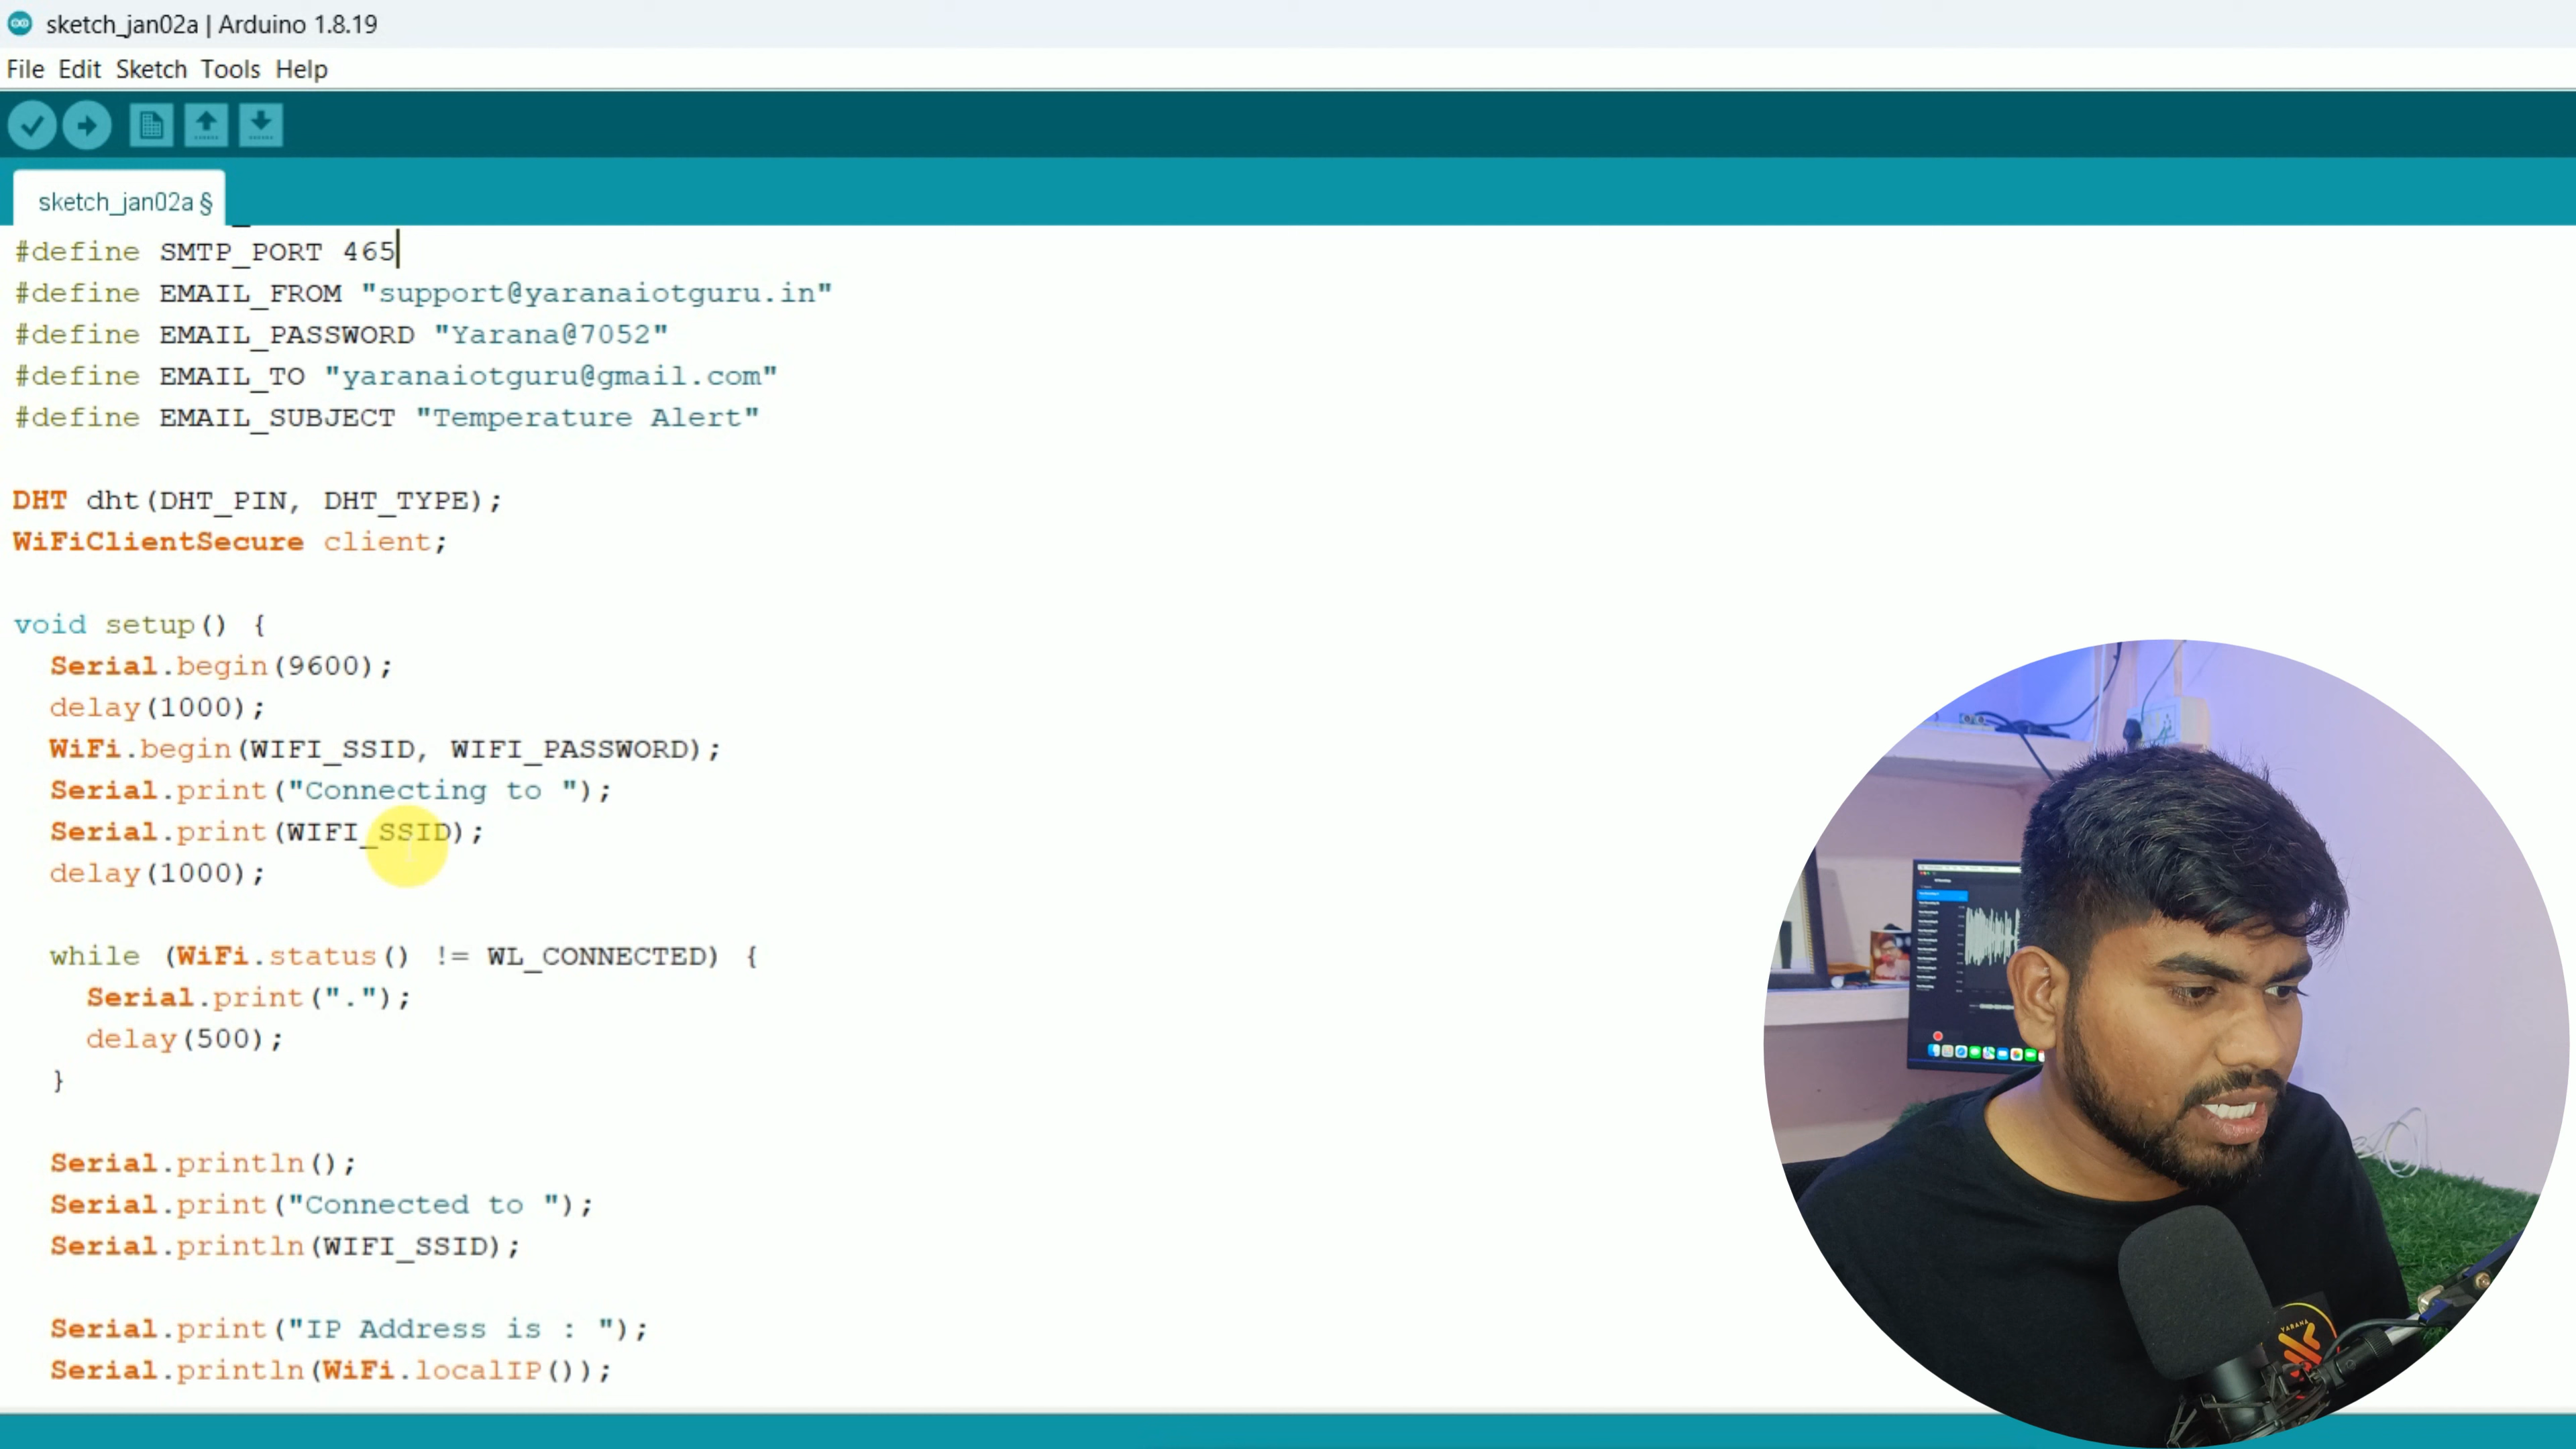 sketch_jan02a | Arduino 1.8.19
File Edit Sketch Tools Help
sketch_jan02a §
#define SMTP_PORT 465
#define EMAIL_FROM "support@yaranaiotguru.in"
#define EMAIL_PASSWORD "Yarana@7052"
#define EMAIL_TO "yaranaiotguru@gmail.com"
#define EMAIL_SUBJECT "Temperature Alert"
DHT dht(DHT_PIN, DHT_TYPE);
WiFiClientSecure client;
void setup() {
Serial.begin(9600);
delay(1000);
WiFi.begin(WIFI_SSID, WIFI_PASSWORD);
Serial.print("Connecting to ");
Serial.print(WIFI_SSID);
delay(1000);
while (WiFi.status() != WL_CONNECTED) {
Serial.print(".");
delay(500);
}
Serial.println();
Serial.print("Connected to ");
Serial.println(WIFI_SSID);
Serial.print("IP Address is : ");
Serial.println(WiFi.localIP());
YARANA